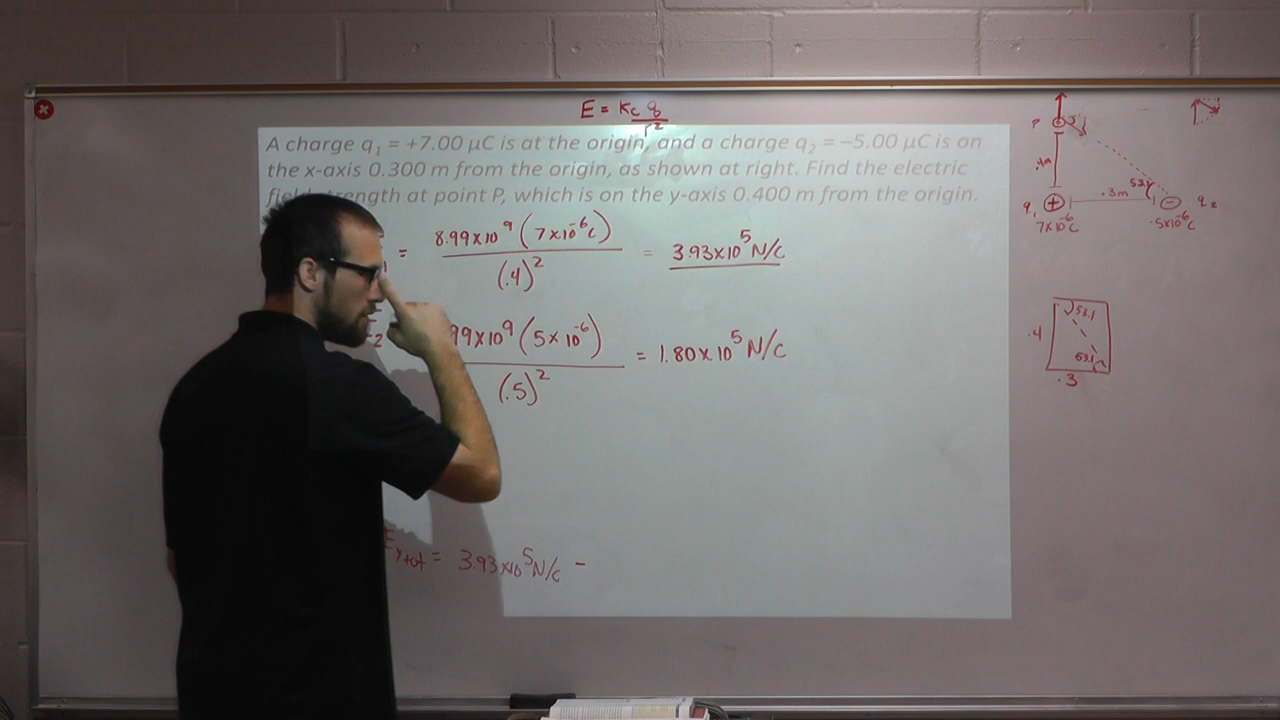 E = Kc q / r²
A charge q₁ = +7.00 μC is at the origin, and a charge q₂ = −5.00 μC is on
the x-axis 0.300 m from the origin, as shown at right. Find the electric
strength at point P, which is on the y-axis 0.400 m from the origin.
1 = 8.99x10⁹ (7x10⁻⁶C) / (.4)² = 3.93x10⁵ N/C
2 99x10⁹ (5x10⁻⁶) / (.5)² = 1.80x10⁵ N/C
Eytot = 3.93x10⁵ N/C −
P
.4m
.3m
53.1
q₁ +
7x10⁻⁶C
− q₂
-5x10⁻⁶C
53.1
.4
53.1
.3